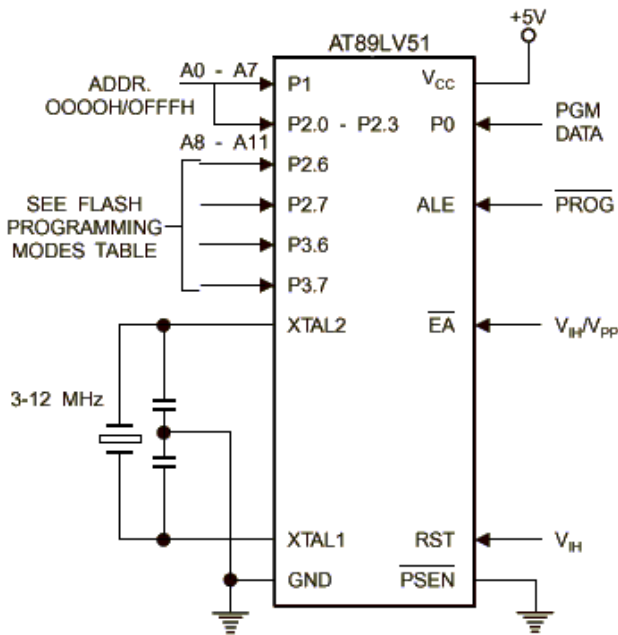 +5V
AT89LV51
A0 - A7
ADDR.
OOOOH/OFFFH
P1
VCC
P2.0 - P2.3
P0
PGM
DATA
A8 - A11
P2.6
SEE FLASH
PROGRAMMING
MODES TABLE
P2.7
ALE
PROG
P3.6
P3.7
XTAL2
EA
VIH/VPP
3-12 MHz
XTAL1
RST
VIH
GND
PSEN